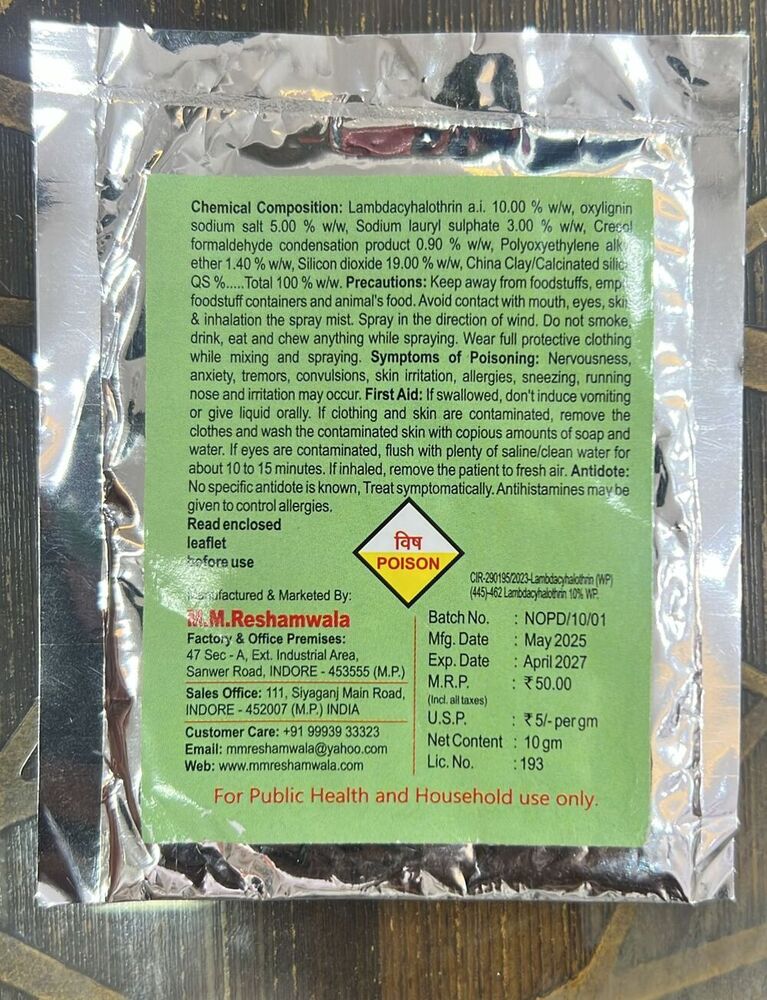 Chemical Composition: Lambdacyhalothrin a.i. 10.00 % w/w, oxylignin
sodium salt 5.00 % w/w, Sodium lauryl sulphate 3.00 % w/w, Cresol
formaldehyde condensation product 0.90 % w/w, Polyoxyethylene alk
ether 1.40 % w/w, Silicon dioxide 19.00 % w/w, China Clay/Calcinated silic
QS %.....Total 100 % w/w. Precautions: Keep away from foodstuffs, emp
foodstuff containers and animal's food. Avoid contact with mouth, eyes, skin
& inhalation the spray mist. Spray in the direction of wind. Do not smoke,
drink, eat and chew anything while spraying. Wear full protective clothing
while mixing and spraying. Symptoms of Poisoning: Nervousness,
anxiety, tremors, convulsions, skin irritation, allergies, sneezing, running
nose and irritation may occur. First Aid: If swallowed, don't induce vomiting
or give liquid orally. If clothing and skin are contaminated, remove the
clothes and wash the contaminated skin with copious amounts of soap and
water. If eyes are contaminated, flush with plenty of saline/clean water for
about 10 to 15 minutes. If inhaled, remove the patient to fresh air. Antidote:
No specific antidote is known, Treat symptomatically. Antihistamines may be
given to control allergies.
Read enclosed
leaflet
before use
विष
POISON
CIR-290195/2023-Lambdacyhalothrin (WP)
(445)-462 Lambdacyhalothrin 10% WP.
Manufactured & Marketed By:
M.M.Reshamwala
Factory & Office Premises:
47 Sec - A, Ext. Industrial Area,
Sanwer Road, INDORE - 453555 (M.P.)
Sales Office: 111, Siyaganj Main Road,
INDORE - 452007 (M.P.) INDIA
Customer Care: +91 99939 33323
Email: mmreshamwala@yahoo.com
Web: www.mmreshamwala.com
Batch No. : NOPD/10/01
Mfg. Date : May 2025
Exp. Date : April 2027
M.R.P. : ₹50.00
(Incl. all taxes)
U.S.P. : ₹5/- per gm
Net Content : 10 gm
Lic. No. : 193
For Public Health and Household use only.